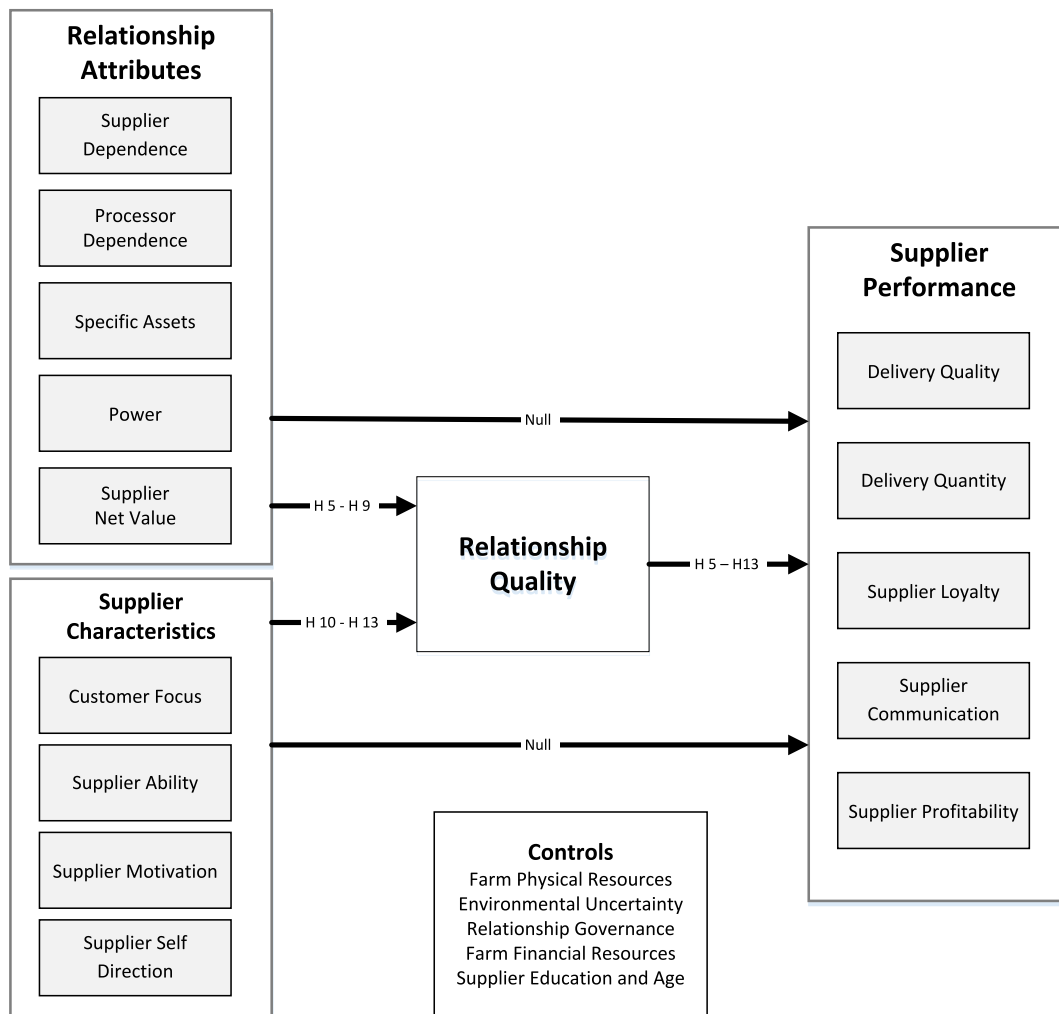 Relationship
Attributes
Supplier
Dependence
Processor
Dependence
Specific Assets
Power
Supplier
Net Value
Supplier
Characteristics
Customer Focus
Supplier Ability
Supplier Motivation
Supplier Self
Direction
Null
H 5 - H 9
H 10 - H 13
Relationship
Quality
H 5 – H13
Null
Controls
Farm Physical Resources
Environmental Uncertainty
Relationship Governance
Farm Financial Resources
Supplier Education and Age
Supplier
Performance
Delivery Quality
Delivery Quantity
Supplier Loyalty
Supplier
Communication
Supplier Profitability